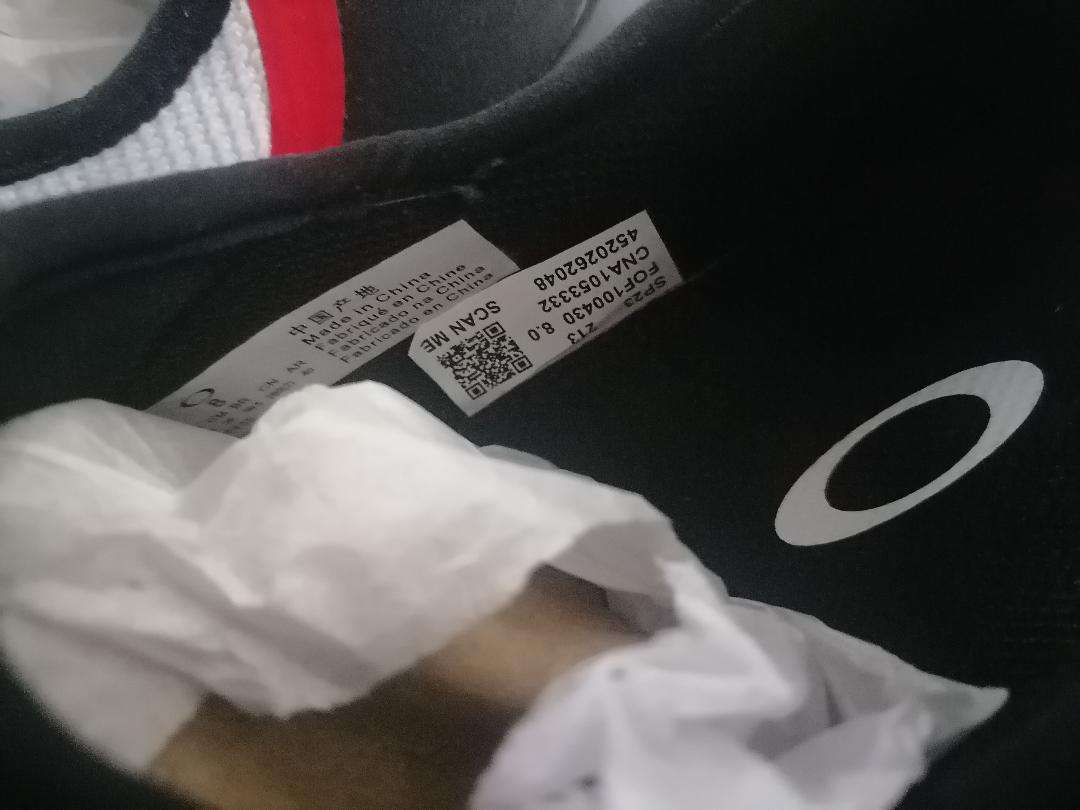 中国产地
Made in China
Fabriqué en Chine
Fabricado na China
Fabricado en China
8
SP23 Z13
FOF100430 8.0
CNA1053332
4520262048
SCAN ME